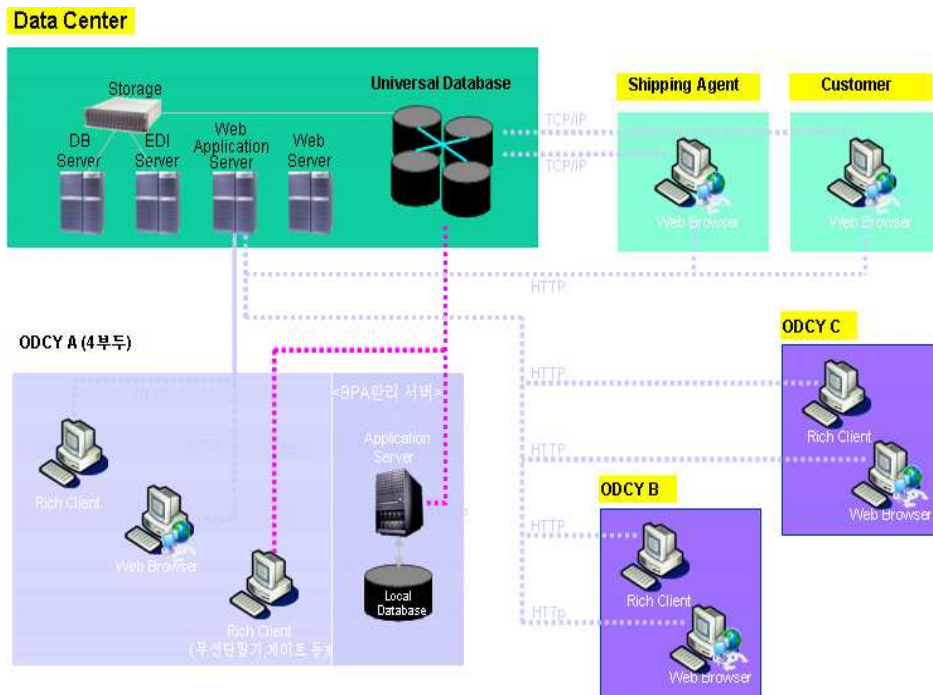 Data Center
Storage
Universal Database
DB
Server
EDI
Server
Web
Application
Server
Web
Server
Shipping Agent
Customer
TCP/IP
TCP/IP
Web Browser
Web Browser
HTTP
ODCY A (4부두)
<BPA관리 서버>
Application
Server
Rich Client
Web Browser
Local
Database
Rich Client
(무선단말기,게이트 등)
ODCY C
HTTP
Rich Client
HTTP
Web Browser
ODCY B
HTTP
Rich Client
HTTp
Web Browser